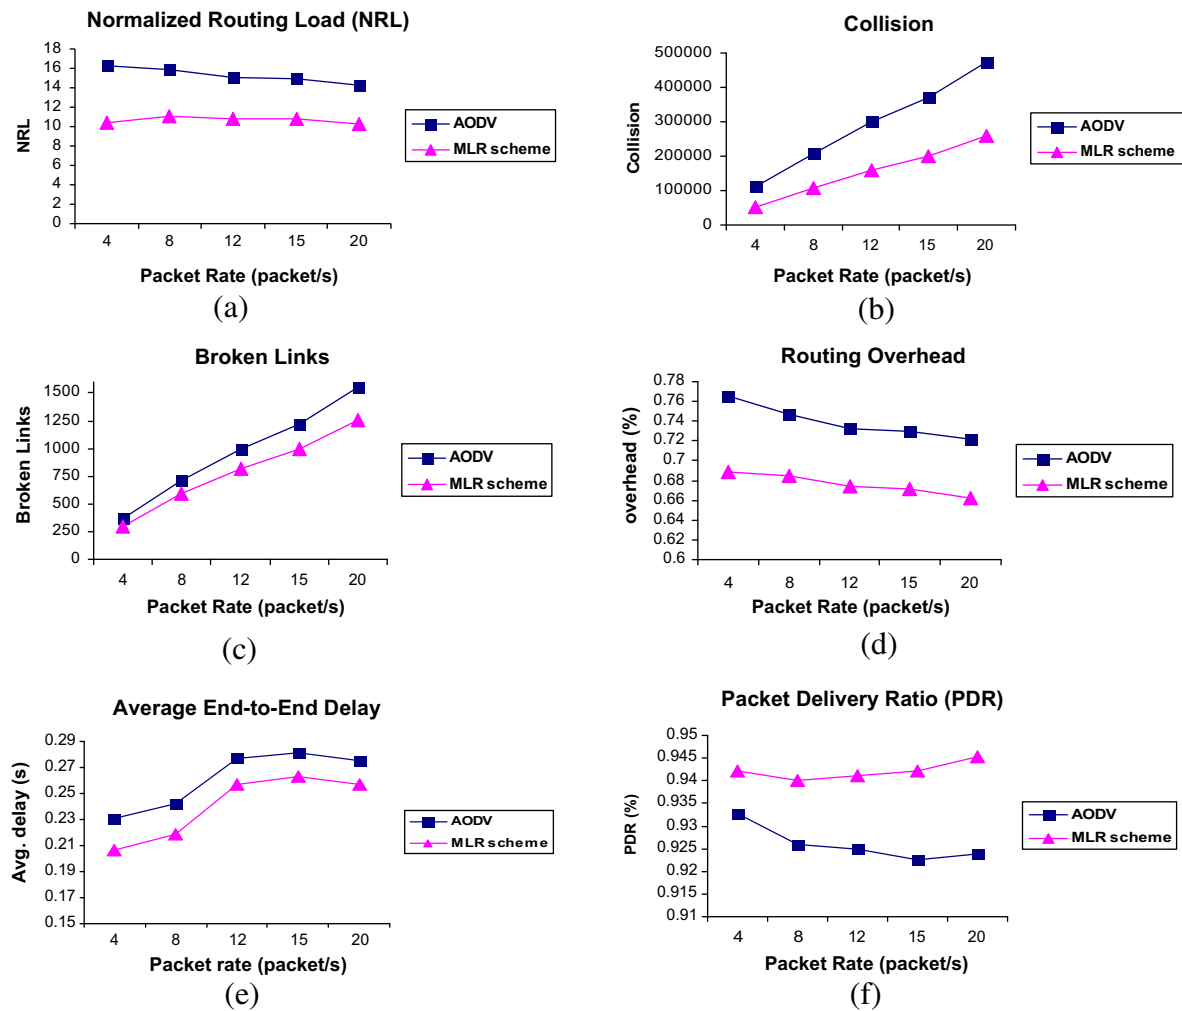 Normalized Routing Load (NRL)
18
16
14
12
10
8
6
4
2
0
NRL
4 8 12 15 20
Packet Rate (packet/s)
AODV
MLR scheme
(a)
Collision
500000
400000
300000
200000
100000
0
Collision
4 8 12 15 20
Packet Rate (packet/s)
AODV
MLR scheme
(b)
Broken Links
1500
1250
1000
750
500
250
0
Broken Links
4 8 12 15 20
Packet Rate (packet/s)
AODV
MLR scheme
(c)
Routing Overhead
0.78
0.76
0.74
0.72
0.7
0.68
0.66
0.64
0.62
0.6
overhead (%)
4 8 12 15 20
Packet Rate (packet/s)
AODV
MLR scheme
(d)
Average End-to-End Delay
0.29
0.27
0.25
0.23
0.21
0.19
0.17
0.15
Avg. delay (s)
4 8 12 15 20
Packet rate (packet/s)
AODV
MLR scheme
(e)
Packet Delivery Ratio (PDR)
0.95
0.945
0.94
0.935
0.93
0.925
0.92
0.915
0.91
PDR (%)
4 8 12 15 20
Packet Rate (packet/s)
AODV
MLR scheme
(f)